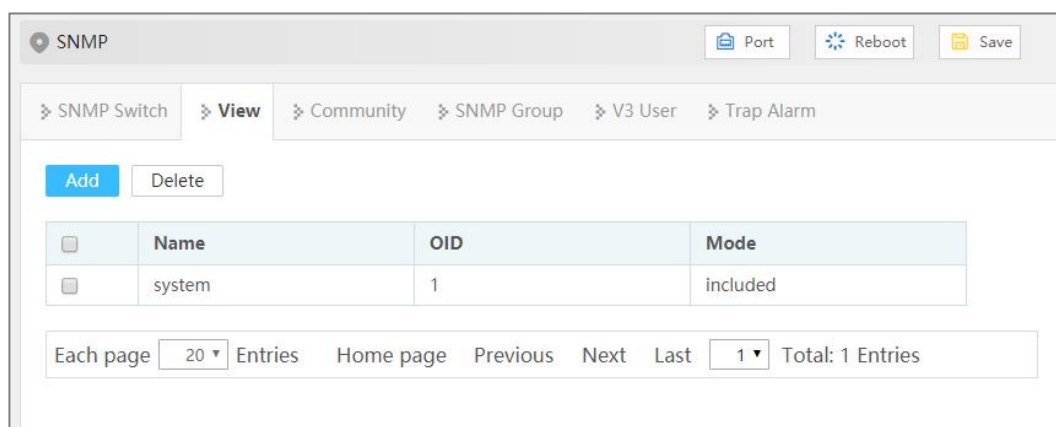 SNMP Port Reboot Save
SNMP Switch View Community SNMP Group V3 User Trap Alarm
Add Delete
Name OID Mode
system 1 included
Each page 20 Entries Home page Previous Next Last 1 Total: 1 Entries